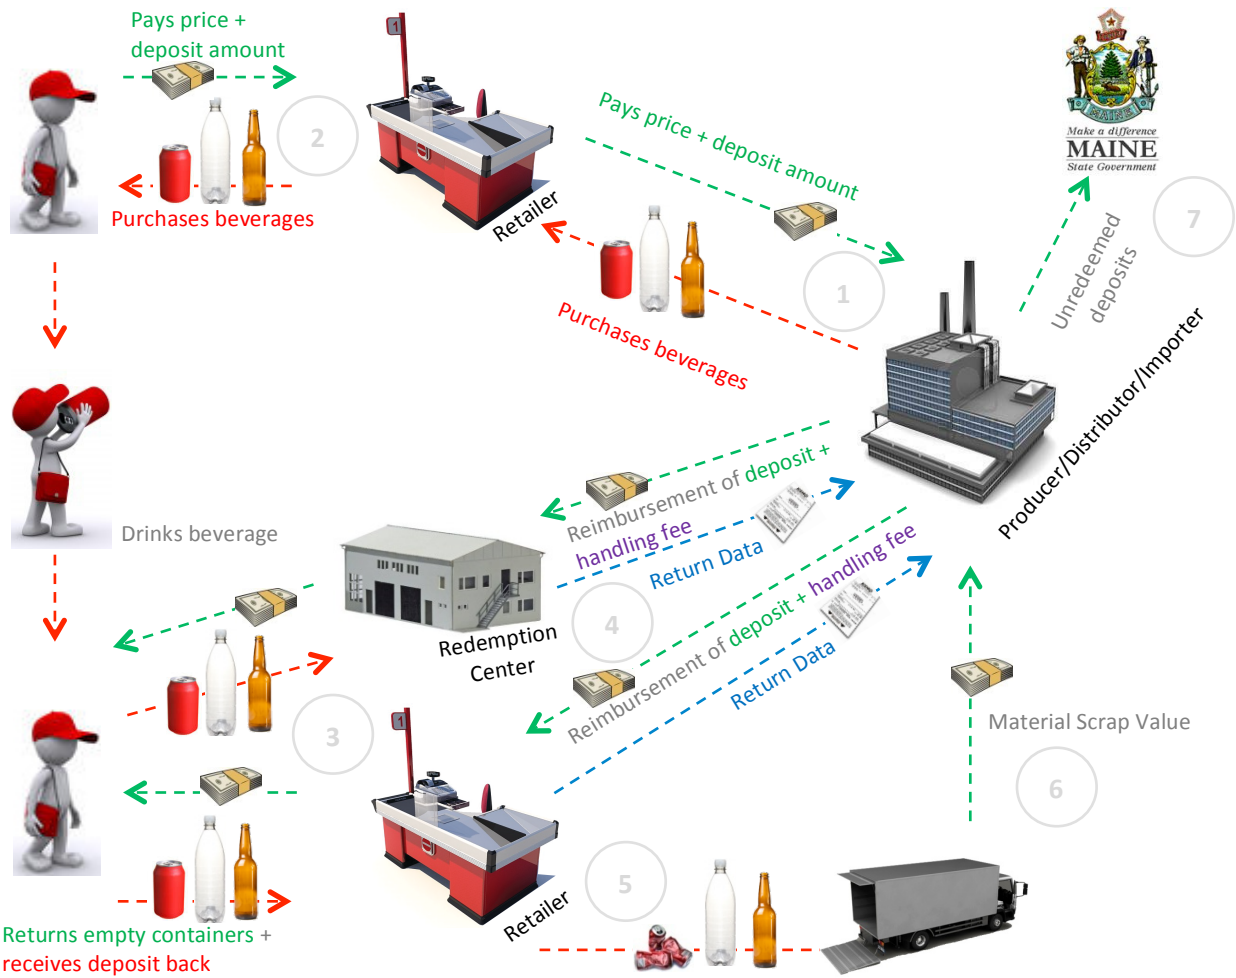 Pays price +
deposit amount
1
2
Purchases beverages
Retailer
Pays price + deposit amount
Purchases beverages
1
MAINE
Make a difference
MAINE
State Government
7
Unredeemed
deposits
Producer/Distributor/Importer
Drinks beverage
Reimbursement of deposit +
handling fee
Return Data
Redemption
Center
4
Reimbursement of deposit + handling fee
Return Data
3
1
Material Scrap Value
6
5
Retailer
Returns empty containers +
receives deposit back